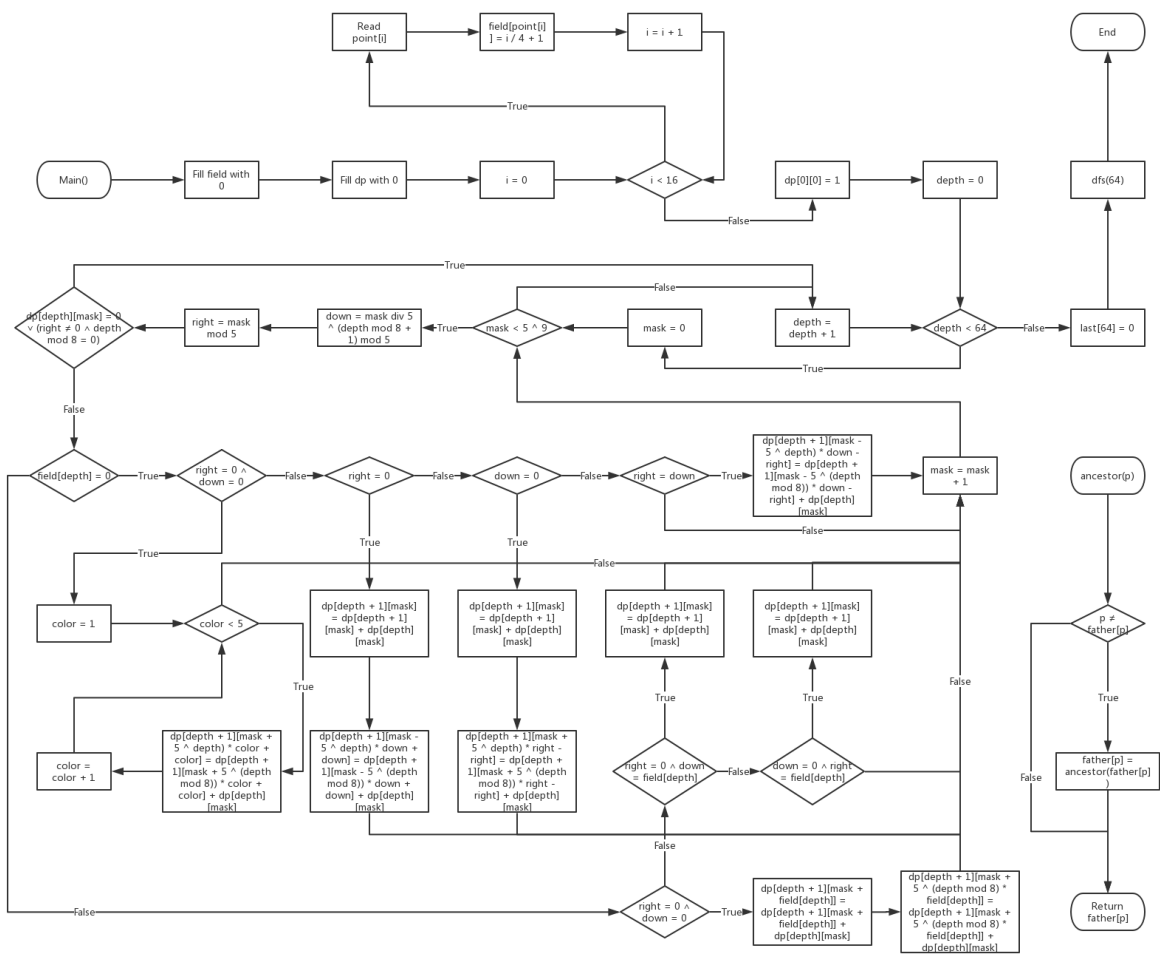 Read
point[i]
field[point[i]
] = i / 4 + 1
i = i + 1
End
True
Main()
Fill field with
0
Fill dp with 0
i = 0
i < 16
dp[0][0] = 1
depth = 0
dfs(64)
False
True
False
dp[depth][mask] = 0
∨ (right ≠ 0 ∧ depth
mod 8 = 0)
right = mask
mod 5
down = mask div 5
^ (depth mod 8 +
1) mod 5
True
mask < 5 ^ 9
mask = 0
depth =
depth + 1
depth < 64
False
last[64] = 0
True
False
field[depth] = 0
True
right = 0 ∧
down = 0
False
right = 0
False
down = 0
False
right = down
True
dp[depth + 1][mask -
5 ^ depth) * down -
right] = dp[depth +
1][mask - 5 ^ (depth
mod 8)) * down -
right] + dp[depth]
[mask]
mask = mask
+ 1
ancestor(p)
False
True
True
True
False
color = 1
color < 5
dp[depth + 1][mask]
= dp[depth + 1]
[mask] + dp[depth]
[mask]
dp[depth + 1][mask]
= dp[depth + 1]
[mask] + dp[depth]
[mask]
dp[depth + 1][mask]
= dp[depth + 1]
[mask] + dp[depth]
[mask]
dp[depth + 1][mask]
= dp[depth + 1]
[mask] + dp[depth]
[mask]
p ≠
father[p]
True
True
True
False
True
color =
color + 1
dp[depth + 1][mask +
5 ^ depth) * color +
color] = dp[depth +
1][mask + 5 ^ (depth
mod 8)) * color +
color] + dp[depth]
[mask]
dp[depth + 1][mask -
5 ^ depth) * down +
down] = dp[depth +
1][mask - 5 ^ (depth
mod 8)) * down +
down] + dp[depth]
[mask]
dp[depth + 1][mask +
5 ^ depth) * right -
right] = dp[depth +
1][mask + 5 ^ (depth
mod 8)) * right -
right] + dp[depth]
[mask]
right = 0 ∧ down
= field[depth]
False
down = 0 ∧ right
= field[depth]
False
father[p] =
ancestor(father[p]
)
False
False
right = 0 ∧
down = 0
True
dp[depth + 1][mask +
field[depth]] =
dp[depth + 1][mask +
field[depth]] +
dp[depth][mask]
dp[depth + 1][mask +
5 ^ (depth mod 8) *
field[depth]] =
dp[depth + 1][mask +
5 ^ (depth mod 8) *
field[depth]] +
dp[depth][mask]
Return
father[p]